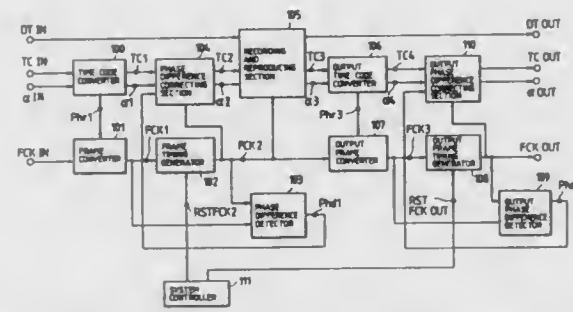 105
DT IN
DT OUT
100
104
106
110
TC IN
TIME CODE
CONVERTER
TC1
PHASE
DIFFERENCE
CORRECTING
SECTION
TC2
RECORDING
AND
REPRODUCING
SECTION
TC3
OUTPUT
TIME CODE
CONVERTER
TC4
OUTPUT
PHASE
DIFFERENCE
CORRECTING
SECTION
TC OUT
α IN
α1
α2
α3
α4
α OUT
Phr1
Phr3
101
FCK1
107
FCK3
FCK IN
FRAME
CONVERTER
FRAME
TIMING
GENERATOR
FCK2
OUTPUT
FRAME
CONVERTER
OUTPUT
FRAME
TIMING
GENERATOR
FCK OUT
102
108
103
109
RSTFCK2
PHASE
DIFFERENCE
DETECTOR
Phd1
RST
FCK OUT
OUTPUT
PHASE
DIFFERENCE
DETECTOR
Phd
SYSTEM
CONTROLLER
111